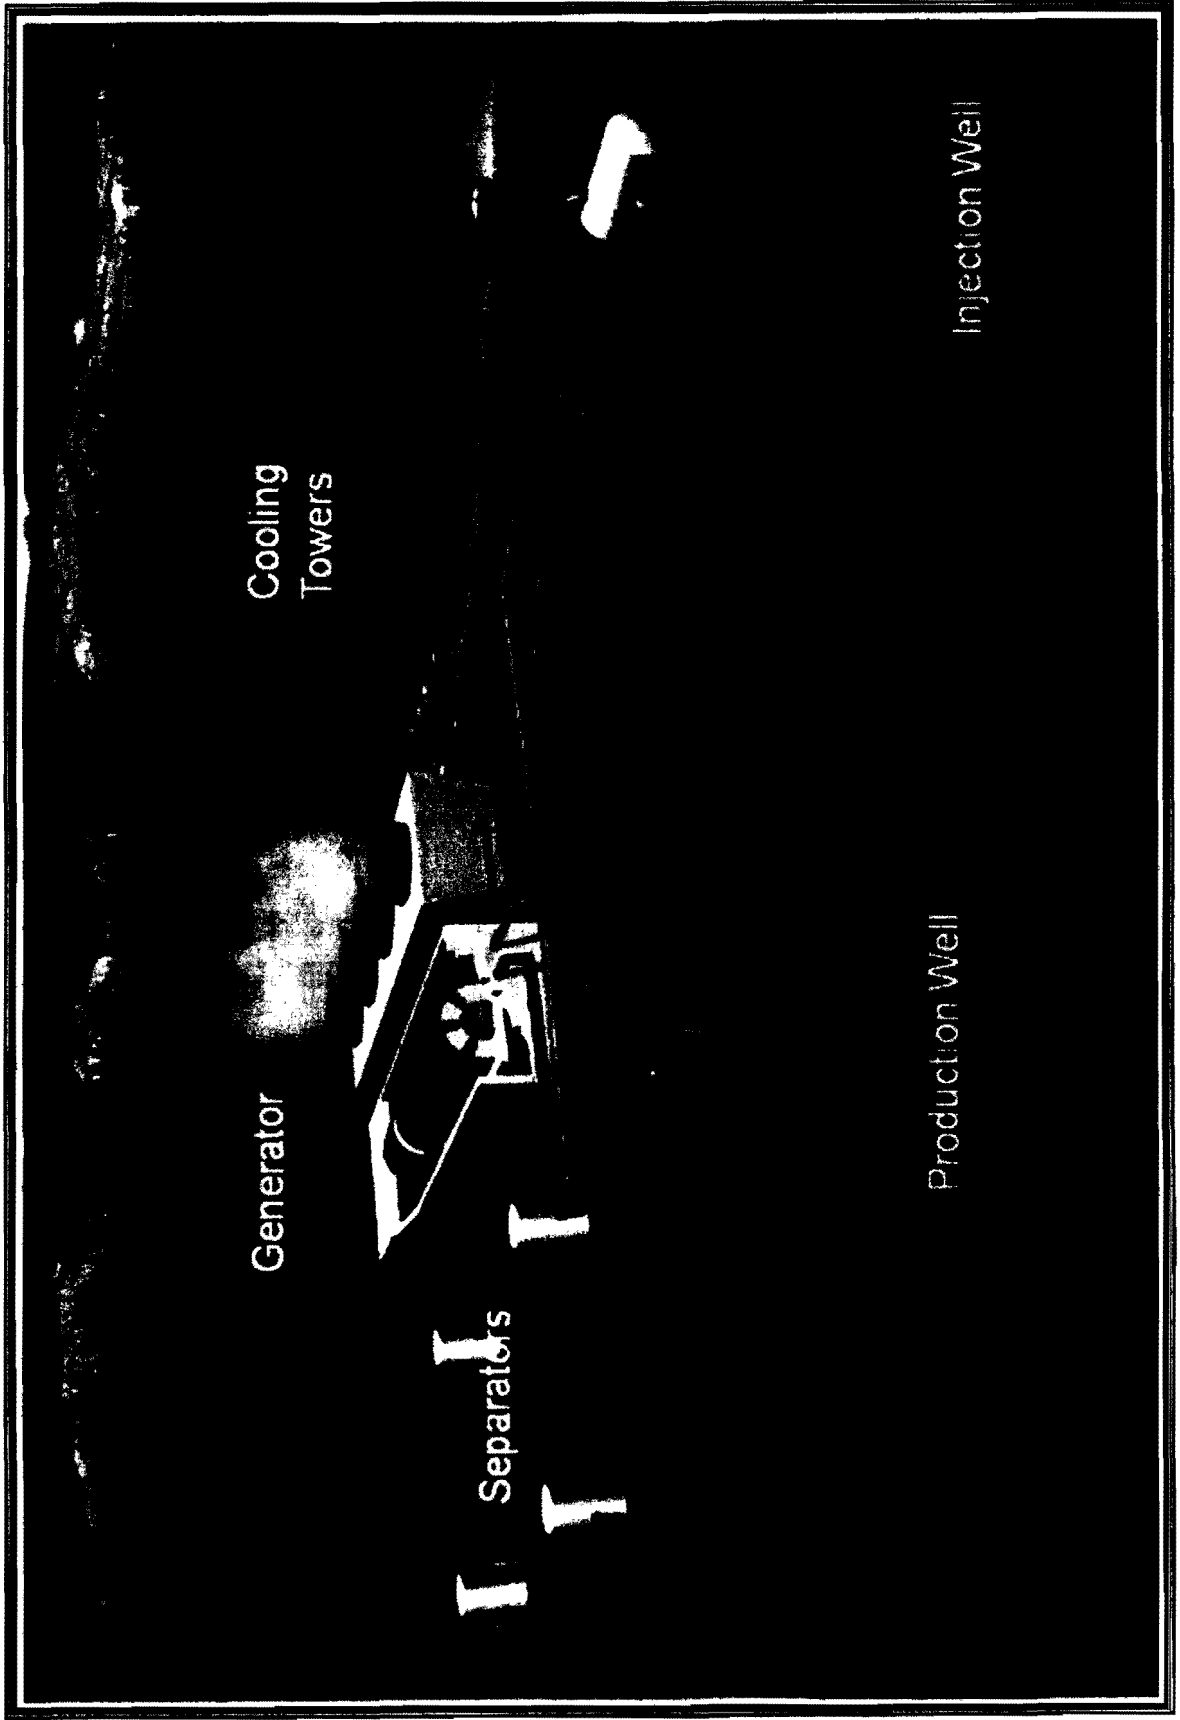 Generator
Cooling
Towers
Separators
Production Well
Injection Well